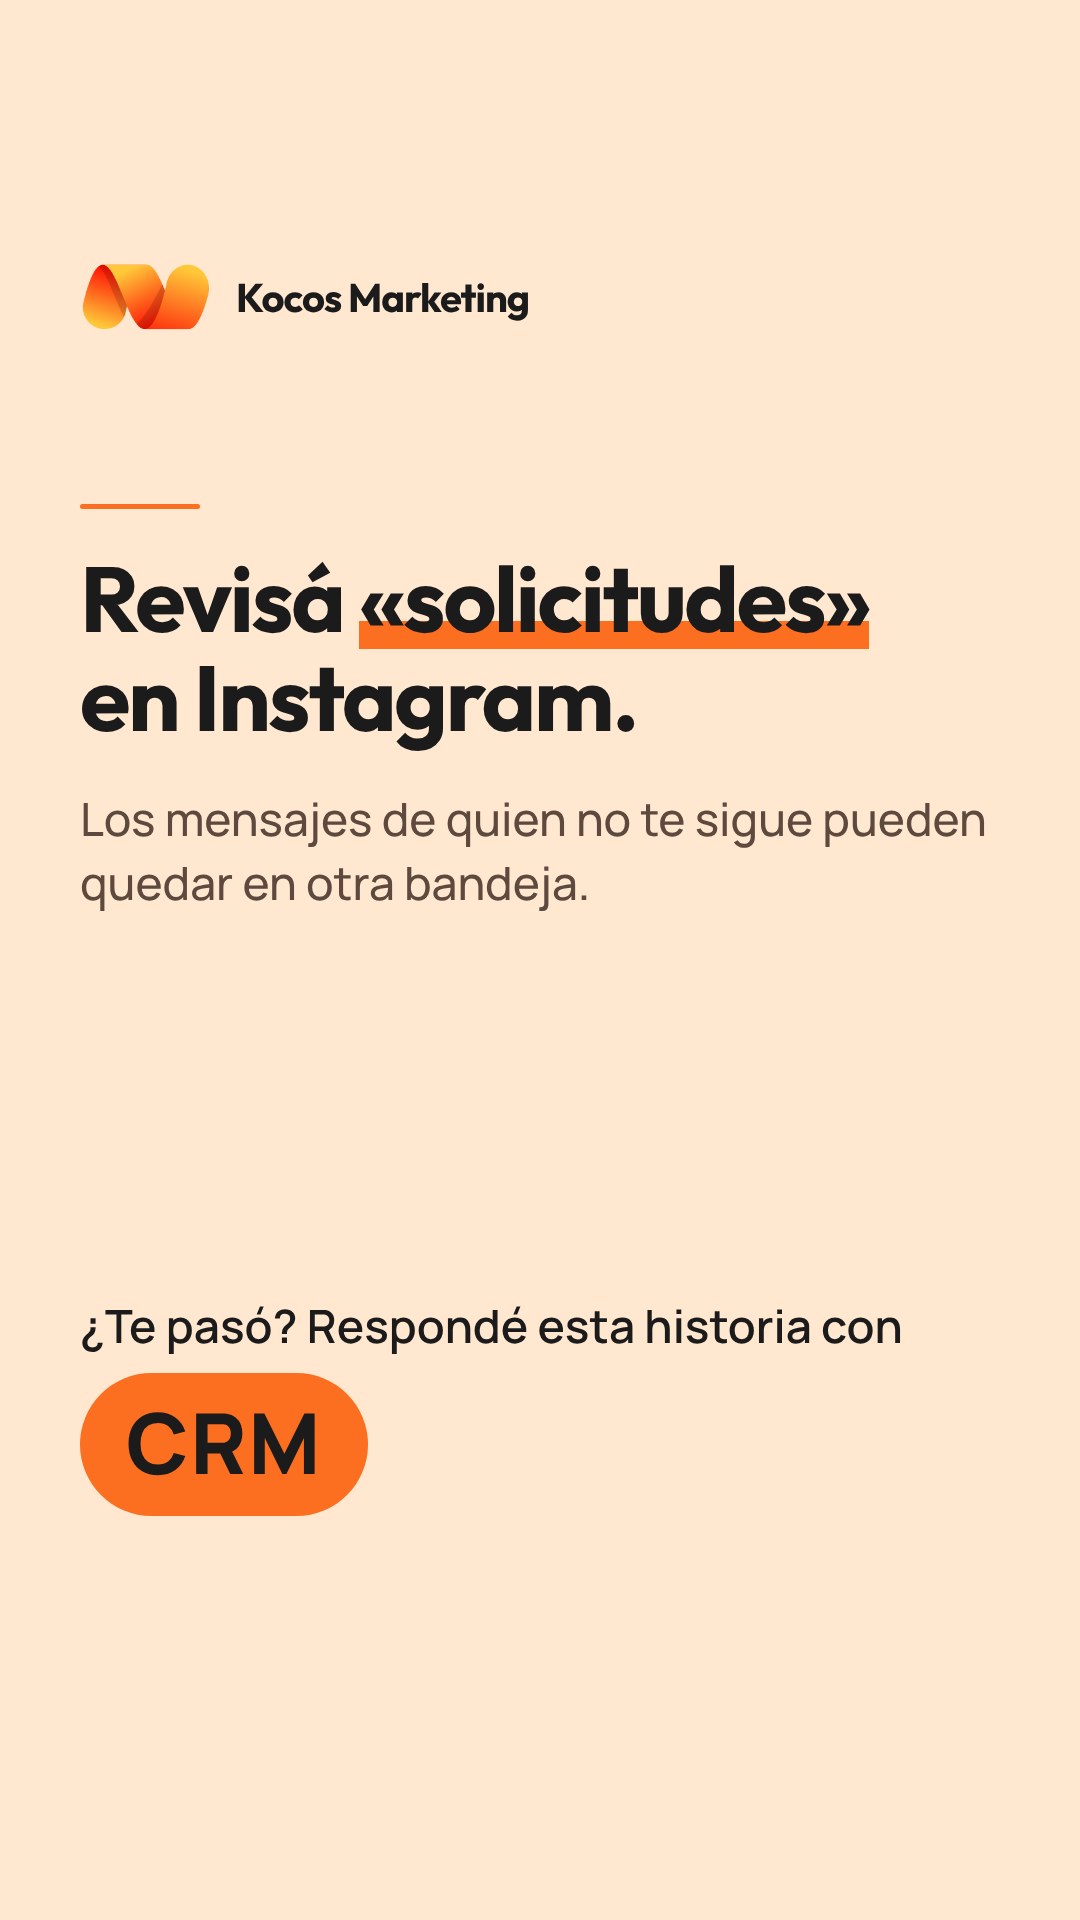 Kocos Marketing
Revisá «solicitudes»
en Instagram.
Los mensajes de quien no te sigue pueden
quedar en otra bandeja.
¿Te pasó? Respondé esta historia con
CRM